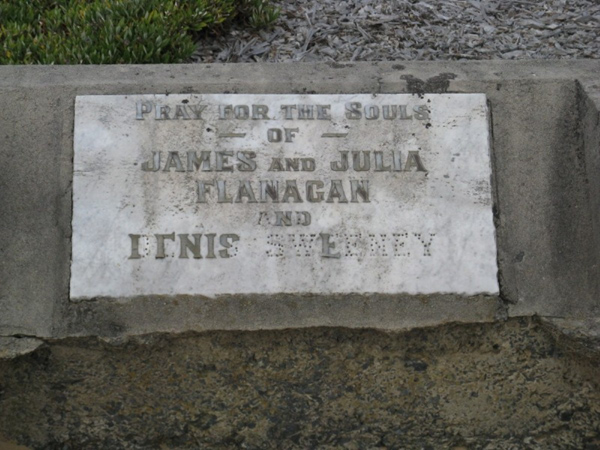 PRAY FOR THE SOULS
— OF —
JAMES AND JULIA
FLANAGAN
AND
DENIS SWEENEY